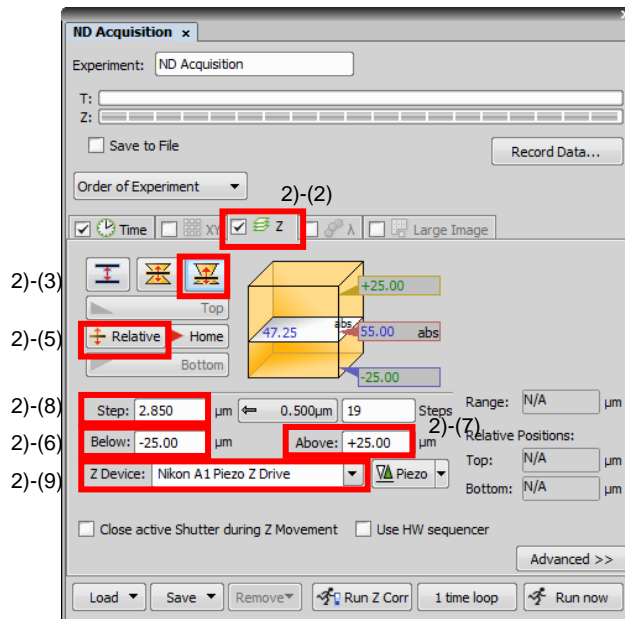 ND Acquisition x
Experiment: ND Acquisition
T:
Z:
Save to File
Record Data...
Order of Experiment
2)-(2)
Time XY Z λ Large Image
2)-(3)
+25.00
Top
2)-(5) Relative Home 47.25 abs 55.00 abs
Bottom
-25.00
2)-(8) Step: 2.850 µm 0.500µm 19 Steps Range: N/A µm
2)-(7)
2)-(6) Below: -25.00 µm Above: +25.00 µm Relative Positions:
2)-(9) Z Device: Nikon A1 Piezo Z Drive Piezo Top: N/A µm
Bottom: N/A µm
Close active Shutter during Z Movement Use HW sequencer
Advanced >>
Load Save Remove Run Z Corr 1 time loop Run now